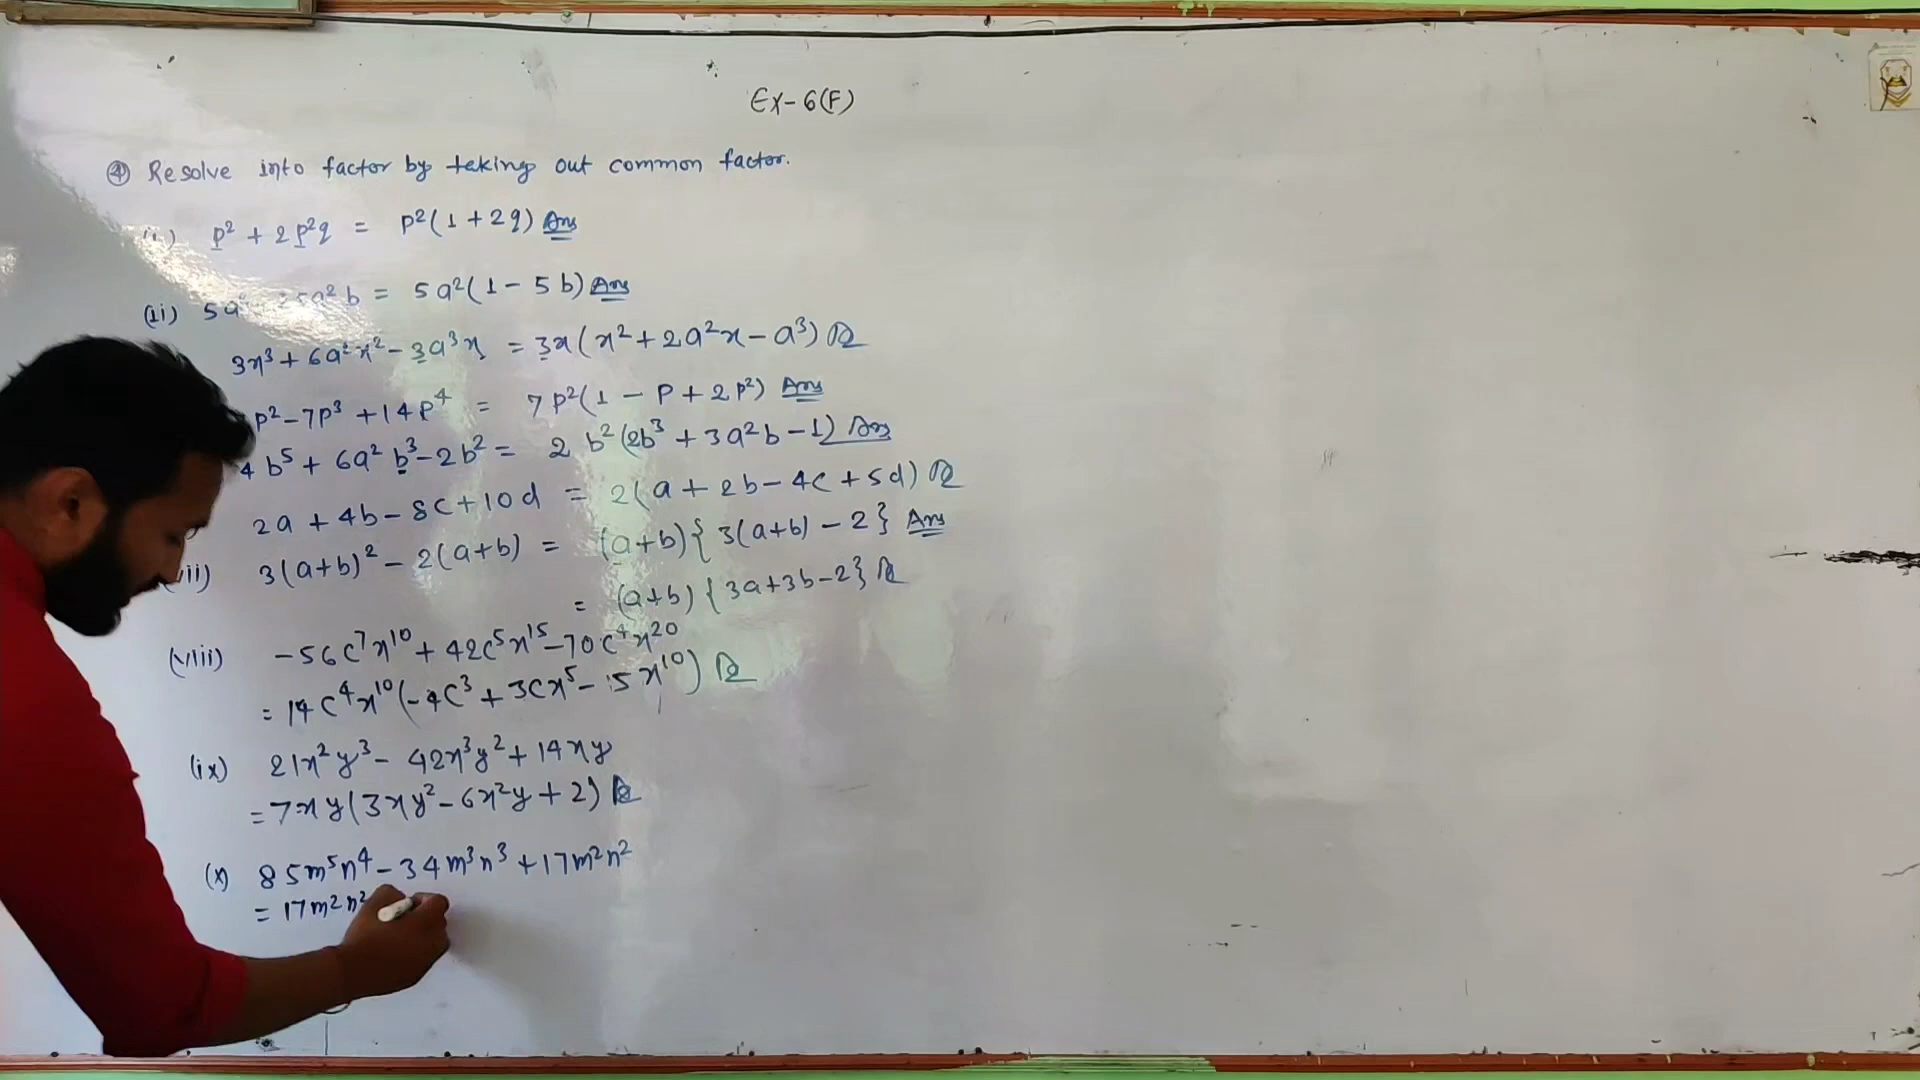 Ex-6(F)
④ Resolve into factor by taking out common factor.
(i) p² + 2p²q = p²(1 + 2q) Ans
(ii) 5a² 25a²b = 5a²(1 - 5b) Ans
3x³ + 6a²x² - 3a³x = 3x(x² + 2a²x - a³)
p² - 7p³ + 14p⁴ = 7p²(1 - p + 2p²) Ans
4b⁵ + 6a²b³ - 2b² = 2b²(2b³ + 3a²b - 1) Ans
2a + 4b - 8c + 10d = 2(a + 2b - 4c + 5d)
ii) 3(a+b)² - 2(a+b) = (a+b){3(a+b) - 2} Ans
= (a+b){3a+3b-2}
(viii) -56c⁷x¹⁰ + 42c⁵x¹⁵ - 70c⁴x²⁰
= 14c⁴x¹⁰(-4c³ + 3cx⁵ - 5x¹⁰)
(ix) 21x²y³ - 42x³y² + 14xy
= 7xy(3xy² - 6x²y + 2)
(x) 85m⁵n⁴ - 34m³n³ + 17m²n²
= 17m²n²